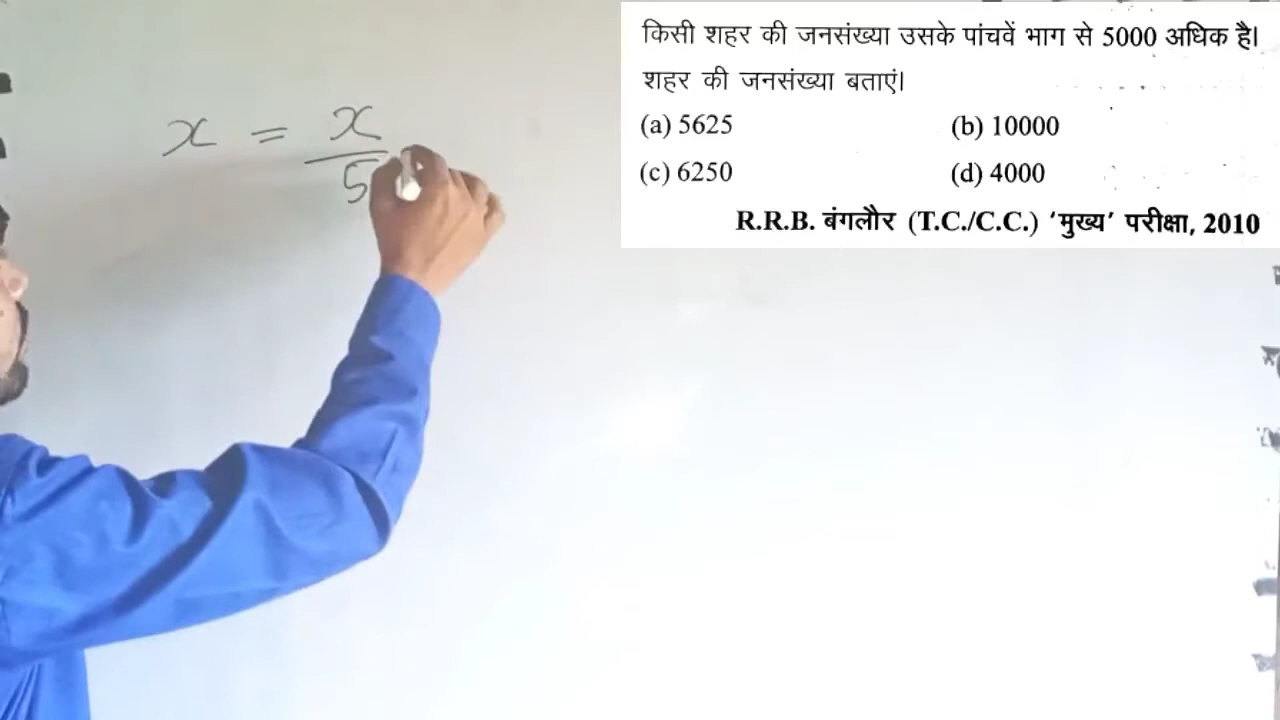 किसी शहर की जनसंख्या उसके पांचवें भाग से 5000 अधिक है।
शहर की जनसंख्या बताएं।
(a) 5625 (b) 10000
(c) 6250 (d) 4000
R.R.B. बंगलौर (T.C./C.C.) ‘मुख्य’ परीक्षा, 2010
x = x/5